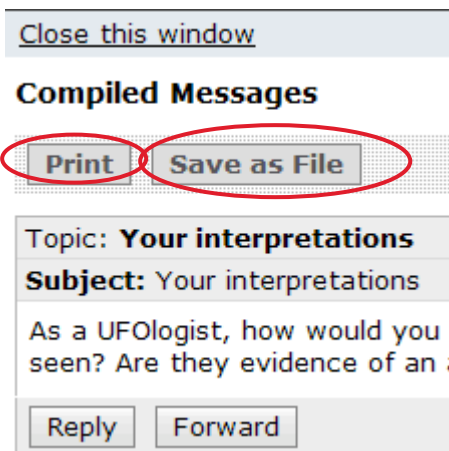 Close this window
Compiled Messages
Print Save as File
Topic: Your interpretations
Subject: Your interpretations
As a UFOlogist, how would you
seen? Are they evidence of an
Reply Forward